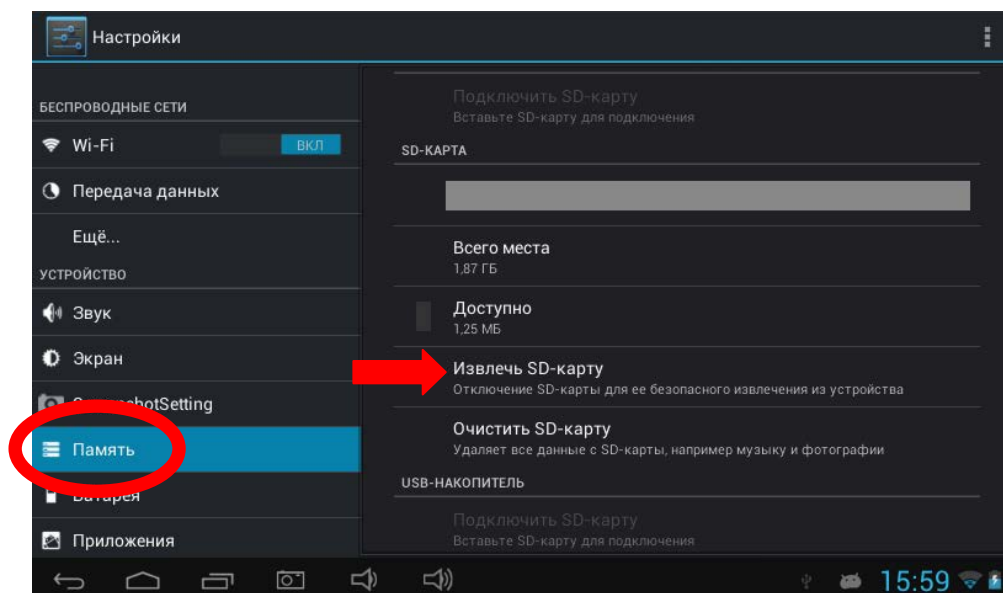 Настройки
БЕСПРОВОДНЫЕ СЕТИ
Wi-Fi
ВКЛ
Передача данных
Ещё...
УСТРОЙСТВО
Звук
Экран
ScreenshotSetting
Память
Батарея
Приложения
Подключить SD-карту
Вставьте SD-карту для подключения
SD-КАРТА
Всего места
1,87 ГБ
Доступно
1,25 МБ
Извлечь SD-карту
Отключение SD-карты для ее безопасного извлечения из устройства
Очистить SD-карту
Удаляет все данные с SD-карты, например музыку и фотографии
USB-НАКОПИТЕЛЬ
Подключить SD-карту
Вставьте SD-карту для подключения
15:59